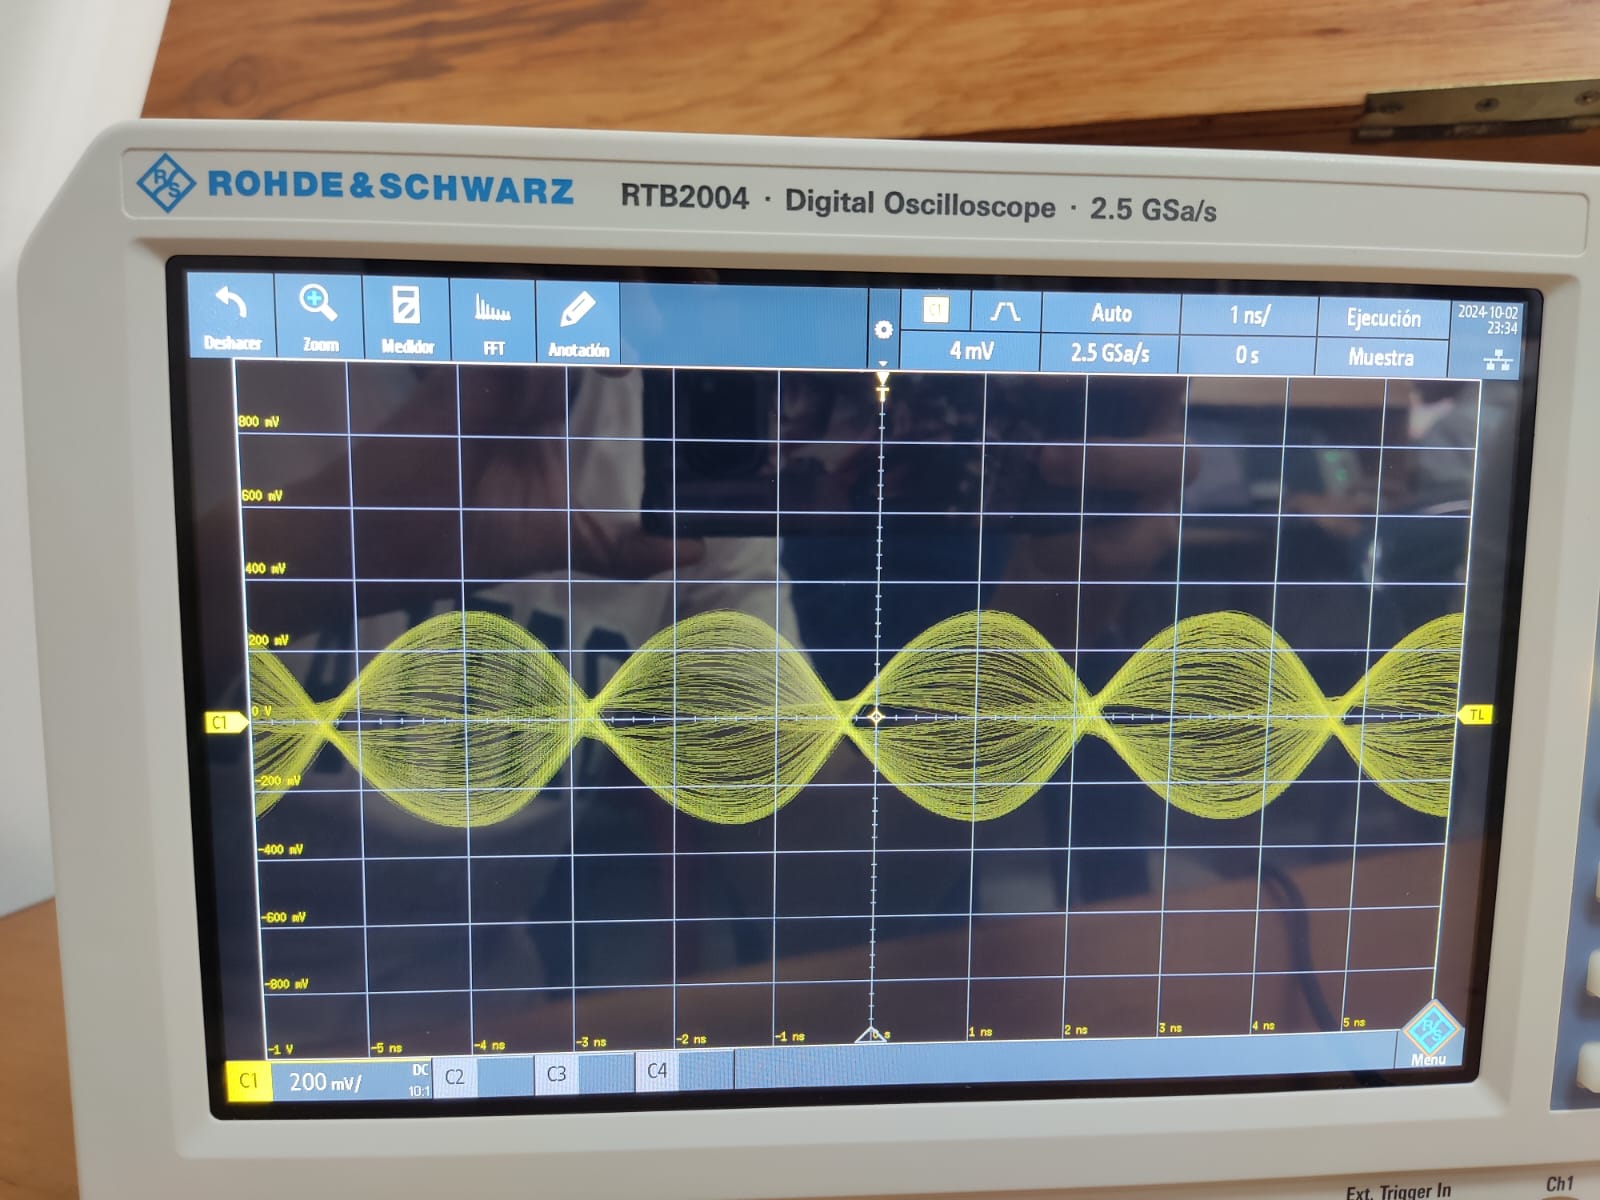 R/S ROHDE&SCHWARZ RTB2004 · Digital Oscilloscope · 2.5 GSa/s
Deshacer Zoom Medidor FFT Anotación
C1 Auto 1 ns/ Ejecución 2024-10-02
23:34
4 mV 2.5 GSa/s 0 s Muestra
T
800 mV
600 mV
400 mV
200 mV
C1 0 V TL
-200 mV
-400 mV
-600 mV
-800 mV
-1 V -5 ns -4 ns -3 ns -2 ns -1 ns 0 s 1 ns 2 ns 3 ns 4 ns 5 ns
R/S
Menu
C1 200 mV/ DC
10:1
C2 C3 C4
Ext. Trigger In Ch1